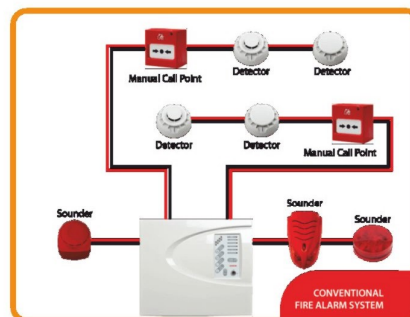 Manual Call Point
Detector
Detector
Detector
Detector
Manual Call Point
Sounder
Sounder
Sounder
CONVENTIONAL
FIRE ALARM SYSTEM